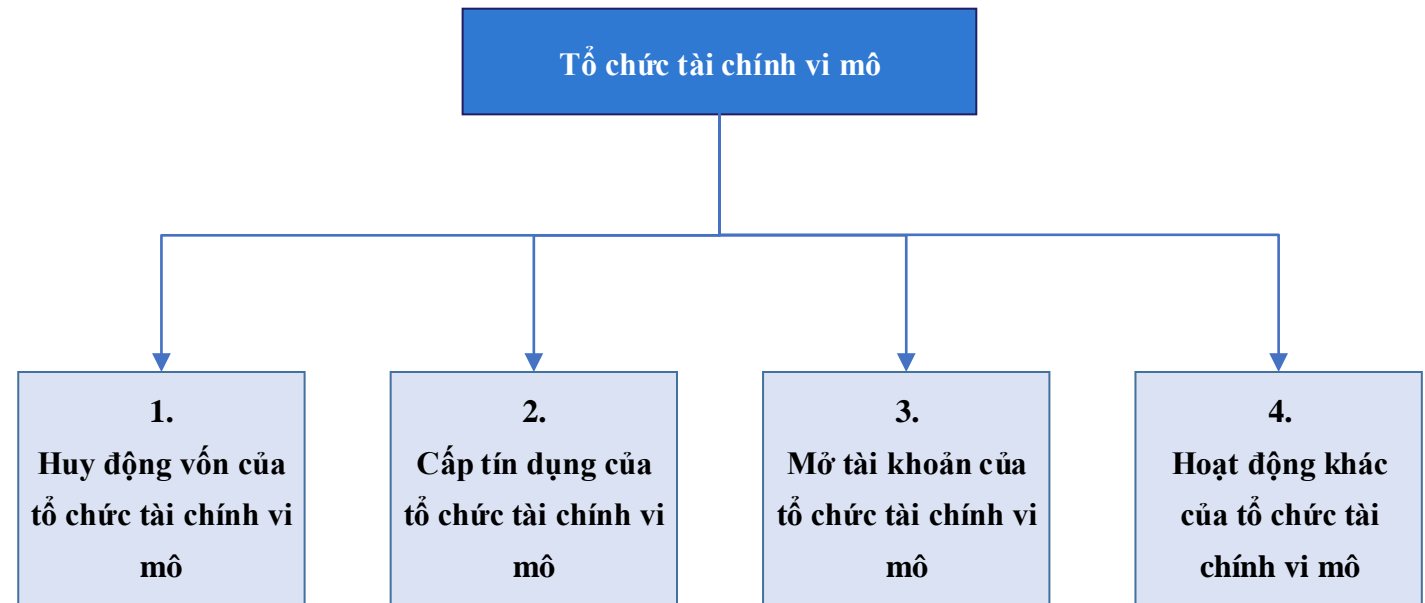 Tổ chức tài chính vi mô
1.
Huy động vốn của
tổ chức tài chính vi
mô
2.
Cấp tín dụng của
tổ chức tài chính vi
mô
3.
Mở tài khoản của
tổ chức tài chính vi
mô
4.
Hoạt động khác
của tổ chức tài
chính vi mô